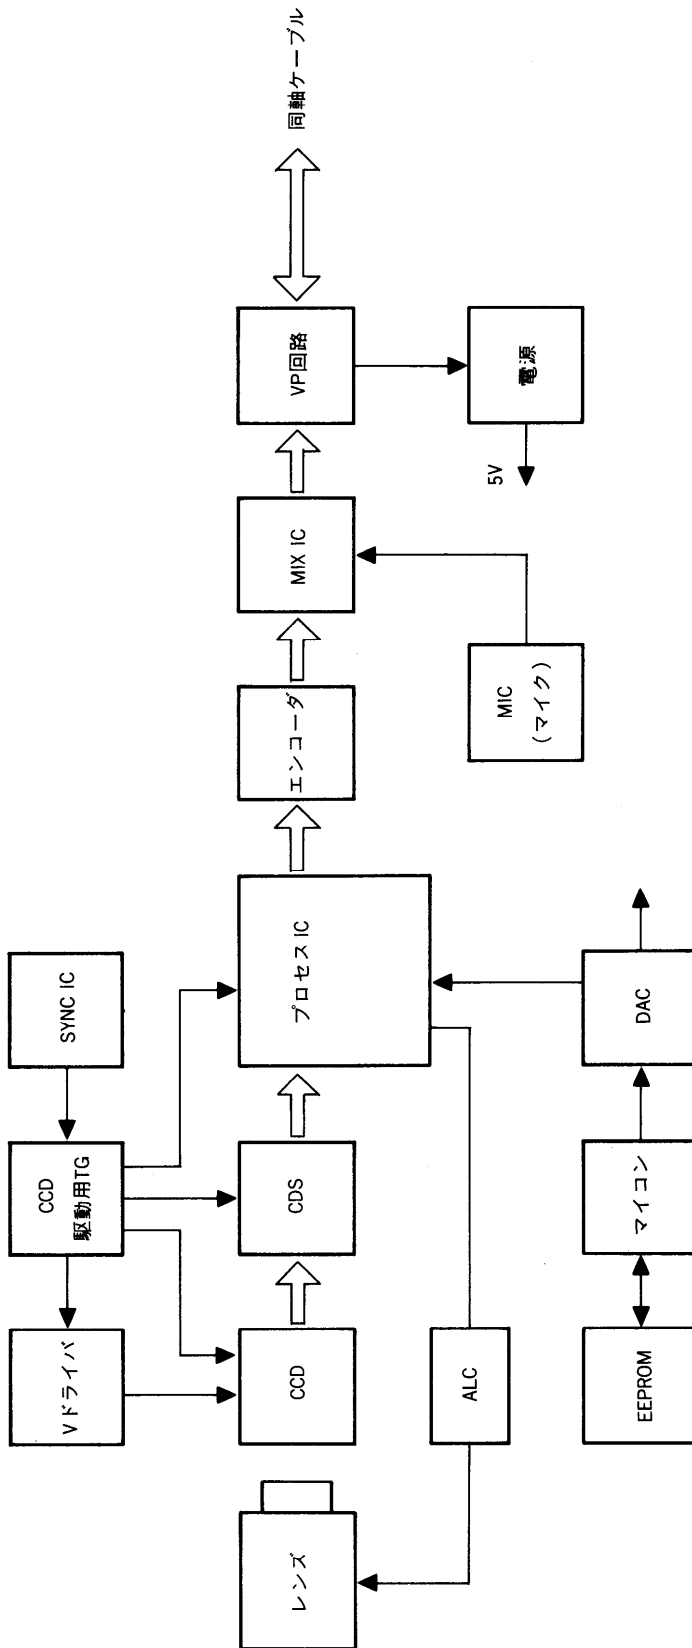 SYNC IC
CCD
駆動用TG
Vドライバ
レンズ
CCD
CDS
プロセス IC
エンコーダ
MIX IC
VP回路
同軸ケーブル
ALC
MIC
(マイク)
5V
電源
EEPROM
マイコン
DAC